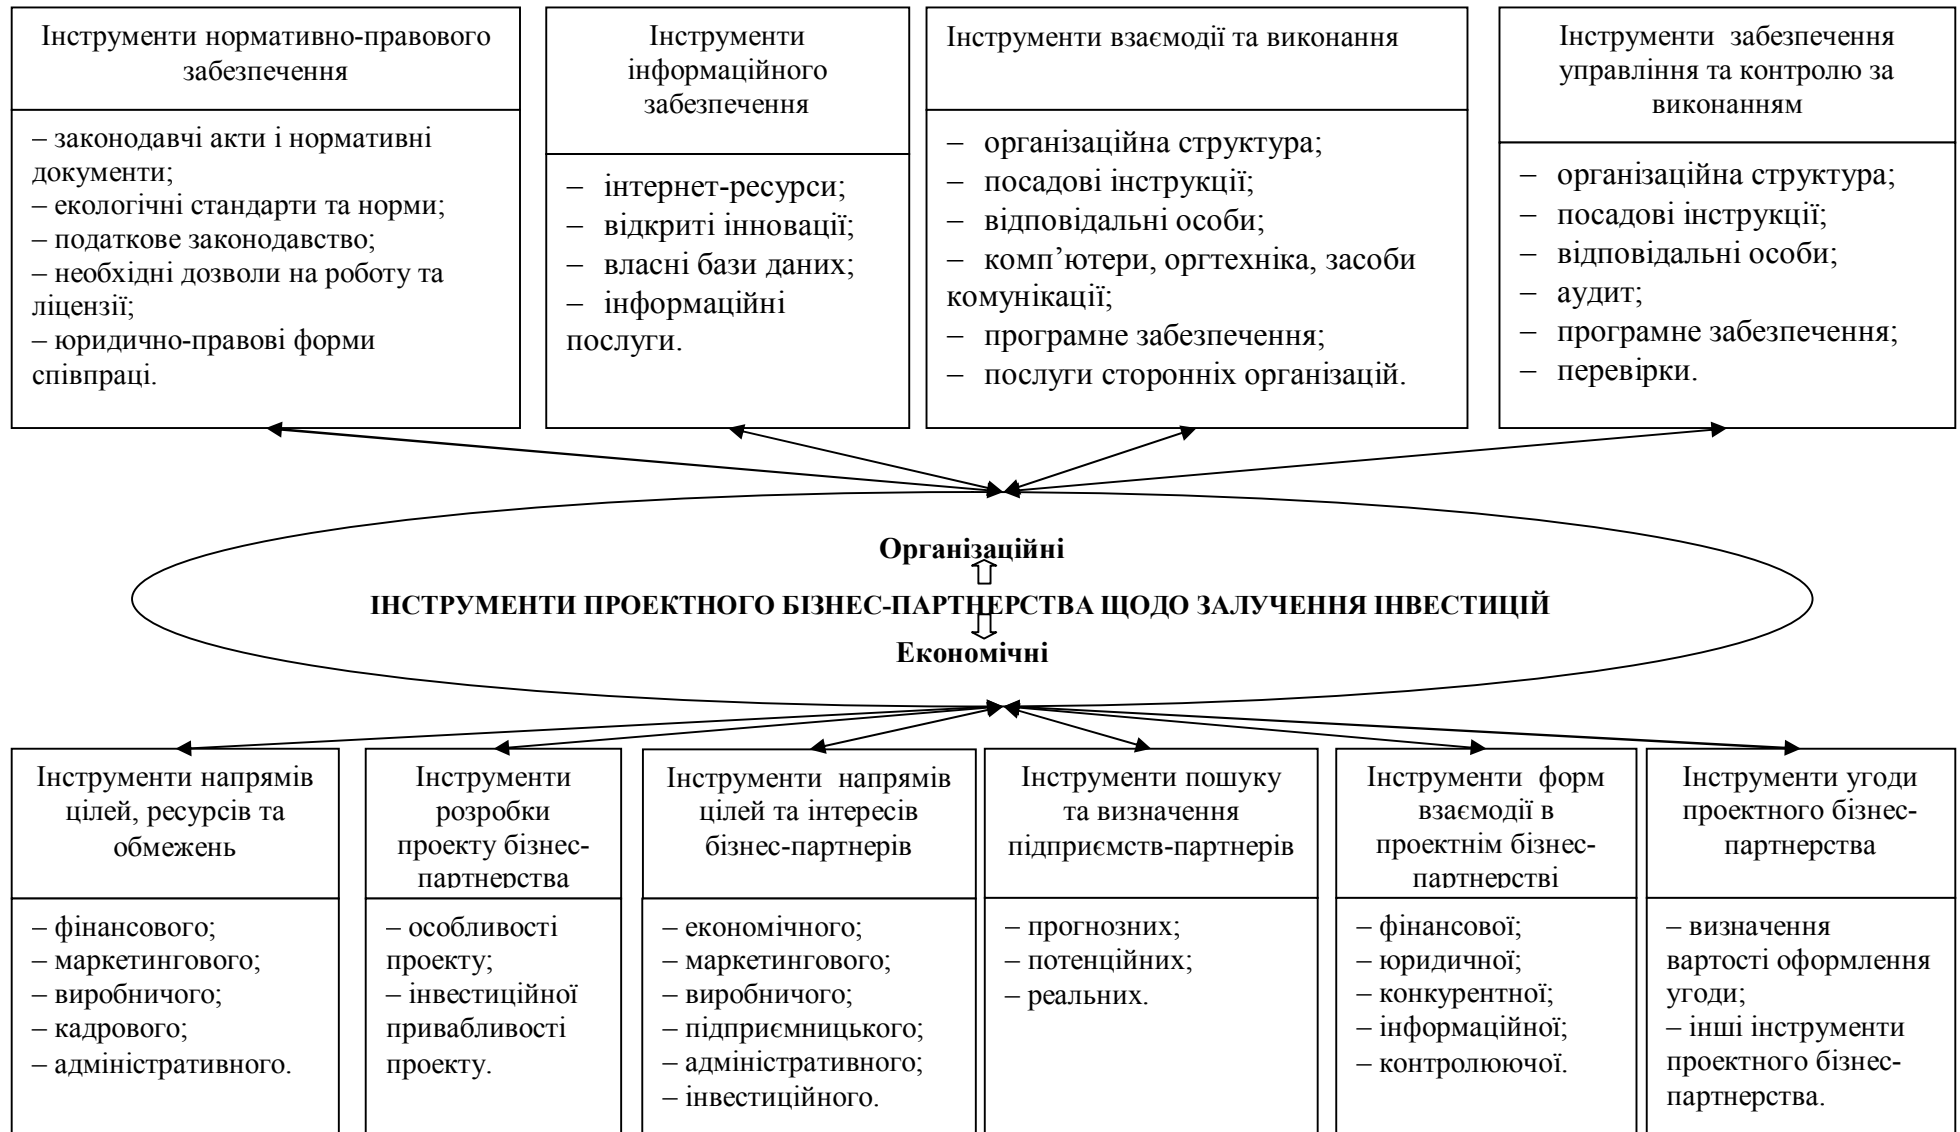 Інструменти нормативно-правового
забезпечення
– законодавчі акти і нормативні
документи;
– екологічні стандарти та норми;
– податкове законодавство;
– необхідні дозволи на роботу та
ліцензії;
– юридично-правові форми
співпраці.
Інструменти
інформаційного
забезпечення
– інтернет-ресурси;
– відкриті інновації;
– власні бази даних;
– інформаційні
послуги.
Інструменти взаємодії та виконання
– організаційна структура;
– посадові інструкції;
– відповідальні особи;
– комп’ютери, оргтехніка, засоби
комунікації;
– програмне забезпечення;
– послуги сторонніх організацій.
Інструменти забезпечення
управління та контролю за
виконанням
– організаційна структура;
– посадові інструкції;
– відповідальні особи;
– аудит;
– програмне забезпечення;
– перевірки.
Організаційні
ІНСТРУМЕНТИ ПРОЕКТНОГО БІЗНЕС-ПАРТНЕРСТВА ЩОДО ЗАЛУЧЕННЯ ІНВЕСТИЦІЙ
Економічні
Інструменти напрямів
цілей, ресурсів та
обмежень
– фінансового;
– маркетингового;
– виробничого;
– кадрового;
– адміністративного.
Інструменти
розробки
проекту бізнес-
партнерства
– особливості
проекту;
– інвестиційної
привабливості
проекту.
Інструменти напрямів
цілей та інтересів
бізнес-партнерів
– економічного;
– маркетингового;
– виробничого;
– підприємницького;
– адміністративного;
– інвестиційного.
Інструменти пошуку
та визначення
підприємств-партнерів
– прогнозних;
– потенційних;
– реальних.
Інструменти форм
взаємодії в
проектнім бізнес-
партнерстві
– фінансової;
– юридичної;
– конкурентної;
– інформаційної;
– контролюючої.
Інструменти угоди
проектного бізнес-
партнерства
– визначення
вартості оформлення
угоди;
– інші інструменти
проектного бізнес-
партнерства.